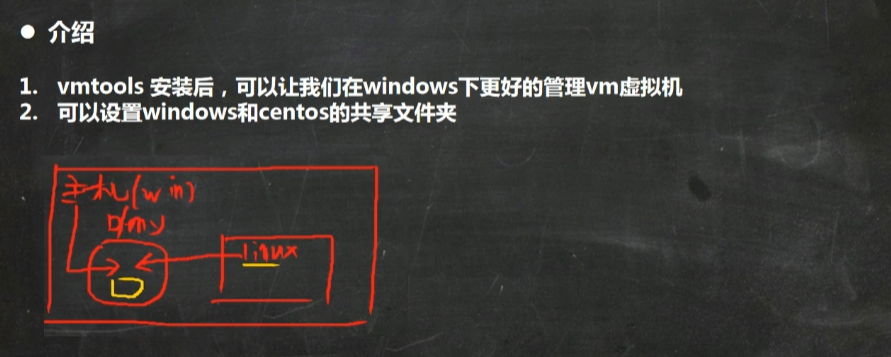 ● 介绍
1. vmtools 安装后，可以让我们在windows下更好的管理vm虚拟机
2. 可以设置windows和centos的共享文件夹
主机(win)
D/my
linux